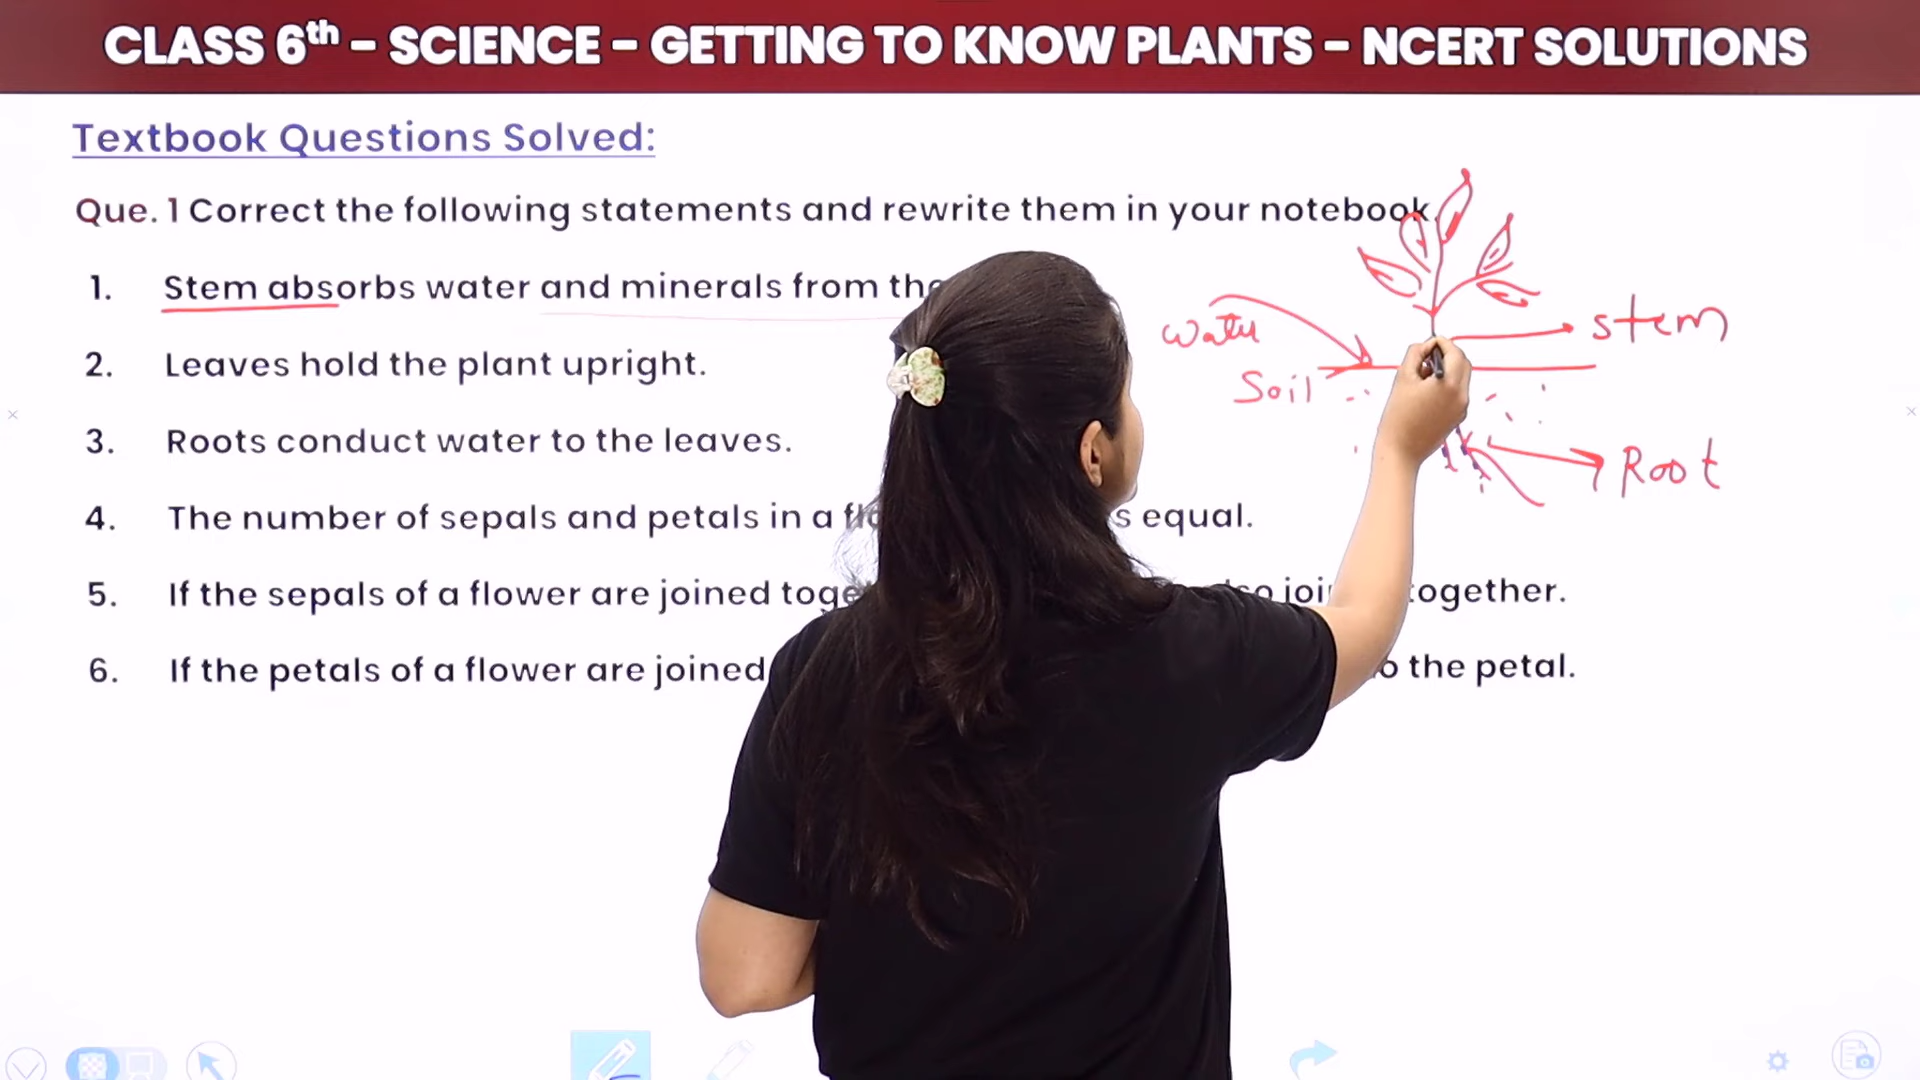 CLASS 6th – SCIENCE – GETTING TO KNOW PLANTS – NCERT SOLUTIONS
Textbook Questions Solved:
Que. 1 Correct the following statements and rewrite them in your notebook.
1. Stem absorbs water and minerals from the
2. Leaves hold the plant upright.
3. Roots conduct water to the leaves.
4. The number of sepals and petals in a equal.
5. If the sepals of a flower are joined together.
6. If the petals of a flower are joined the petal.
Water
stem
Soil
Root